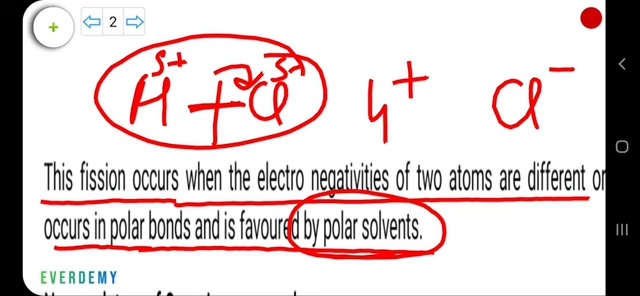 2
δ+ δ+
H Cl H+ Cl−
This fission occurs when the electro negativities of two atoms are different or
occurs in polar bonds and is favoured by polar solvents.
EVERDEMY